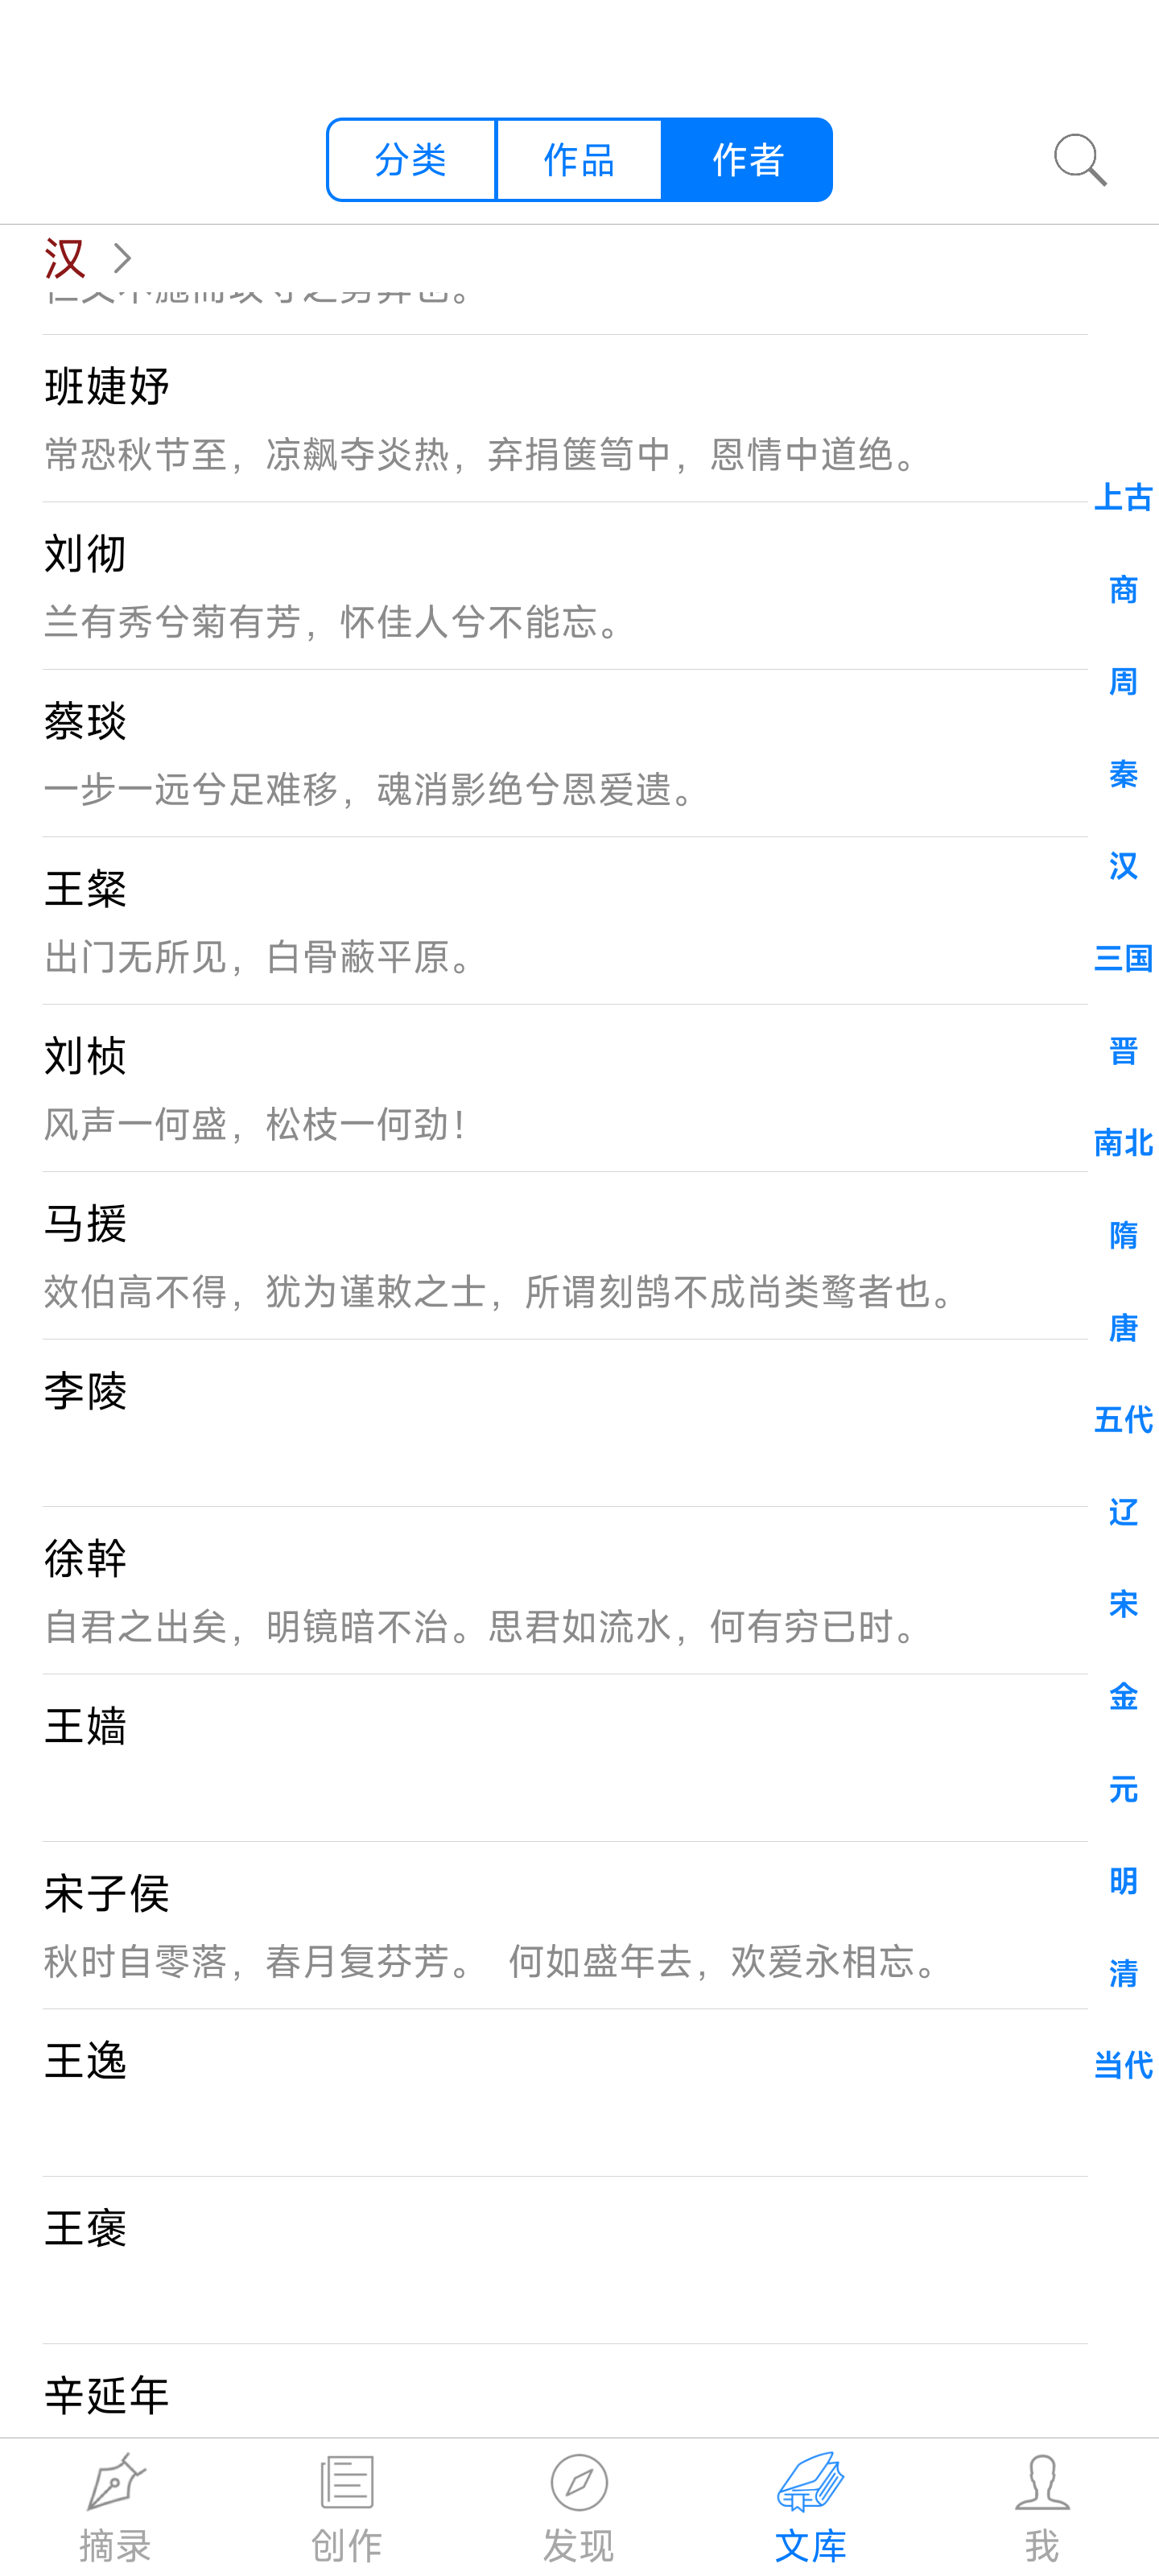 分类
作品
作者
汉
班婕妤
常恐秋节至，凉飙夺炎热，弃捐箧笥中，恩情中道绝。
刘彻
兰有秀兮菊有芳，怀佳人兮不能忘。
蔡琰
一步一远兮足难移，魂消影绝兮恩爱遗。
王粲
出门无所见，白骨蔽平原。
刘桢
风声一何盛，松枝一何劲！
马援
效伯高不得，犹为谨敕之士，所谓刻鹄不成尚类鹜者也。
李陵
徐幹
自君之出矣，明镜暗不治。思君如流水，何有穷已时。
王嫱
宋子侯
秋时自零落，春月复芬芳。 何如盛年去，欢爱永相忘。
王逸
王褒
辛延年
上古
商
周
秦
汉
三国
晋
南北
隋
唐
五代
辽
宋
金
元
明
清
当代
摘录
创作
发现
文库
我